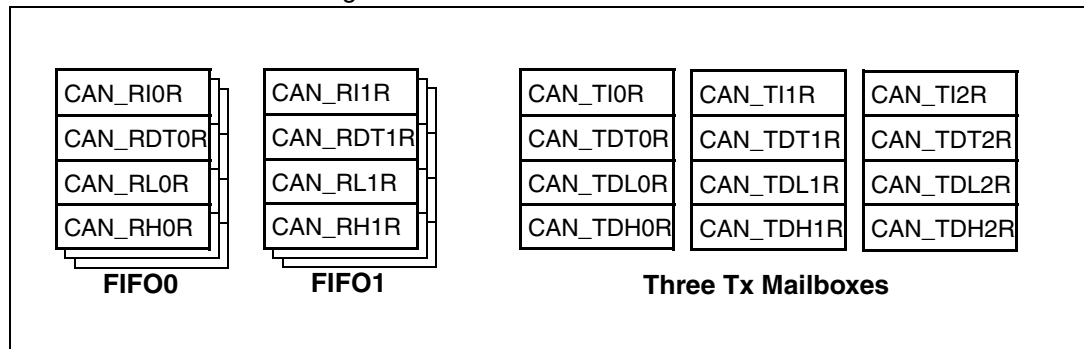 CAN_RI0R
CAN_RDT0R
CAN_RL0R
CAN_RH0R
FIFO0
CAN_RI1R
CAN_RDT1R
CAN_RL1R
CAN_RH1R
FIFO1
CAN_TI0R
CAN_TDT0R
CAN_TDL0R
CAN_TDH0R
CAN_TI1R
CAN_TDT1R
CAN_TDL1R
CAN_TDH1R
CAN_TI2R
CAN_TDT2R
CAN_TDL2R
CAN_TDH2R
Three Tx Mailboxes